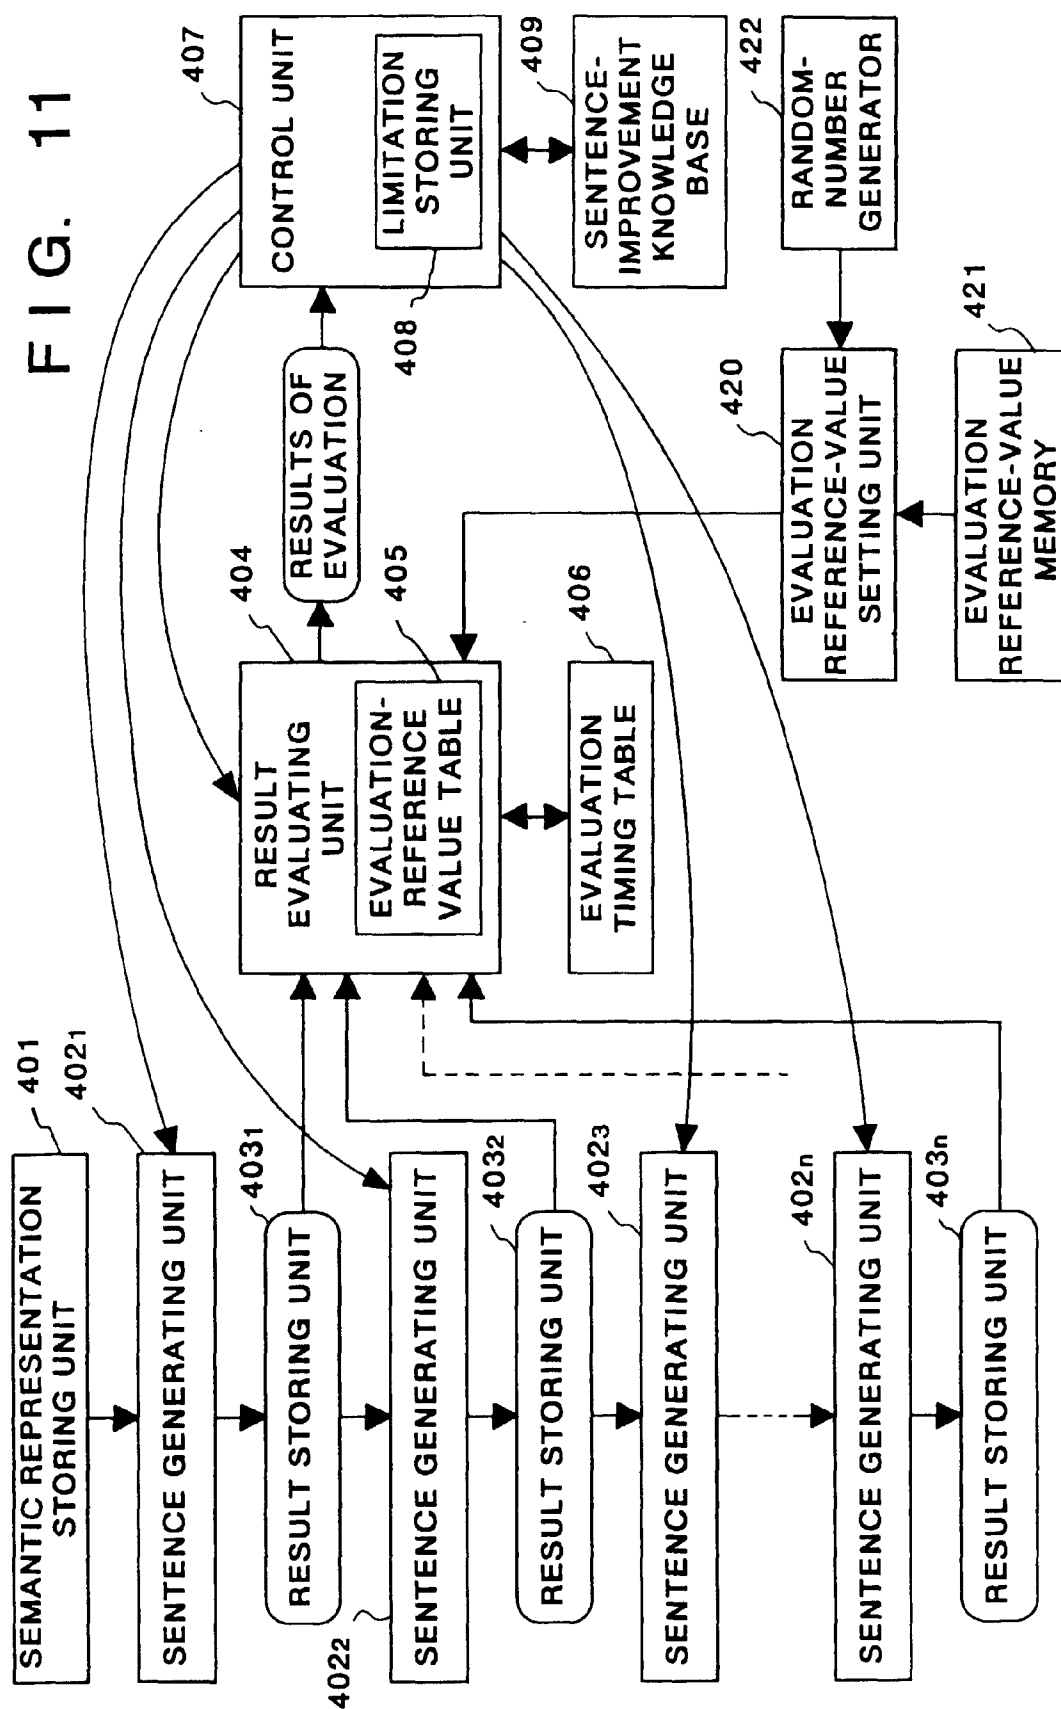 FIG. 11
SEMANTIC REPRESENTATION
STORING UNIT
401
SENTENCE GENERATING UNIT
4021
RESULT STORING UNIT
4031
SENTENCE GENERATING UNIT
4022
RESULT STORING UNIT
4032
SENTENCE GENERATING UNIT
4023
SENTENCE GENERATING UNIT
402n
RESULT STORING UNIT
403n
RESULT
EVALUATING
UNIT
404
EVALUATION-
REFERENCE
VALUE TABLE
405
EVALUATION
TIMING TABLE
406
RESULTS OF
EVALUATION
CONTROL UNIT
407
LIMITATION
STORING
UNIT
408
SENTENCE-
IMPROVEMENT
KNOWLEDGE
BASE
409
EVALUATION
REFERENCE-VALUE
SETTING UNIT
420
EVALUATION
REFERENCE-VALUE
MEMORY
421
RANDOM-
NUMBER
GENERATOR
422